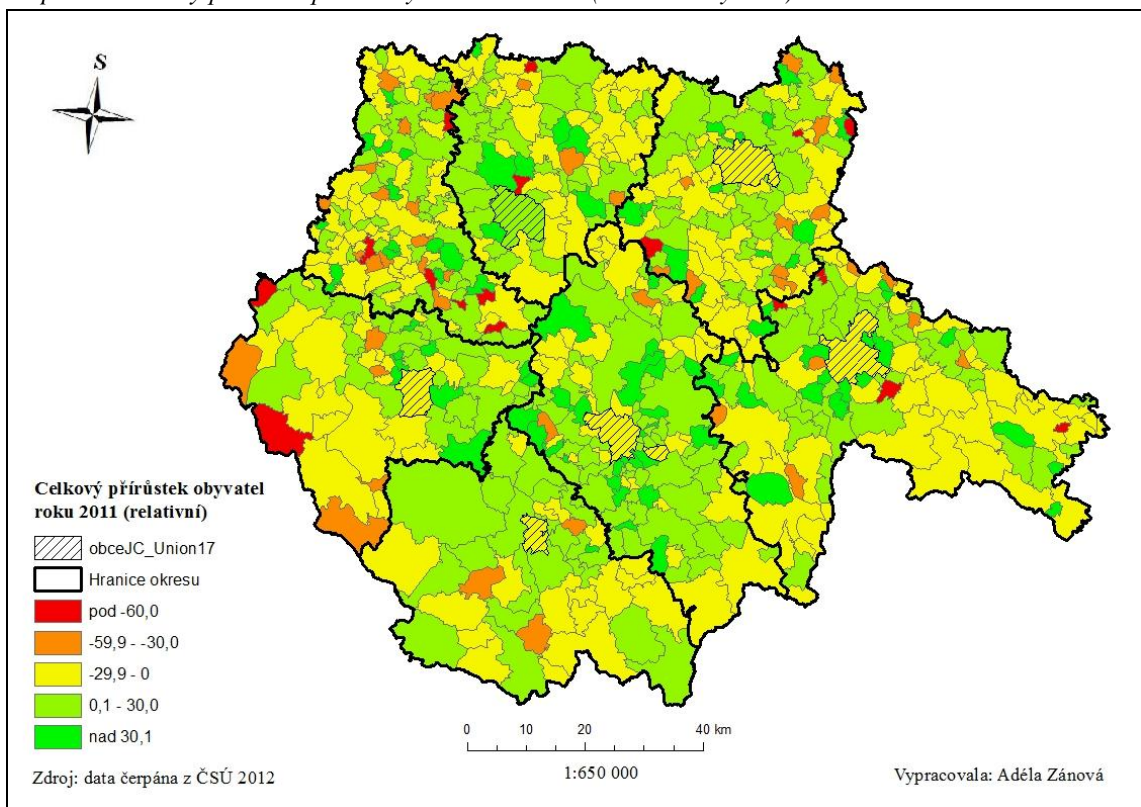 S
Celkový přírůstek obyvatel
roku 2011 (relativní)
obceJC_Union17
Hranice okresu
pod -60,0
-59,9 - -30,0
-29,9 - 0
0,1 - 30,0
nad 30,1
0 10 20 40 km
1:650 000
Zdroj: data čerpána z ČSÚ 2012
Vypracovala: Adéla Zánová